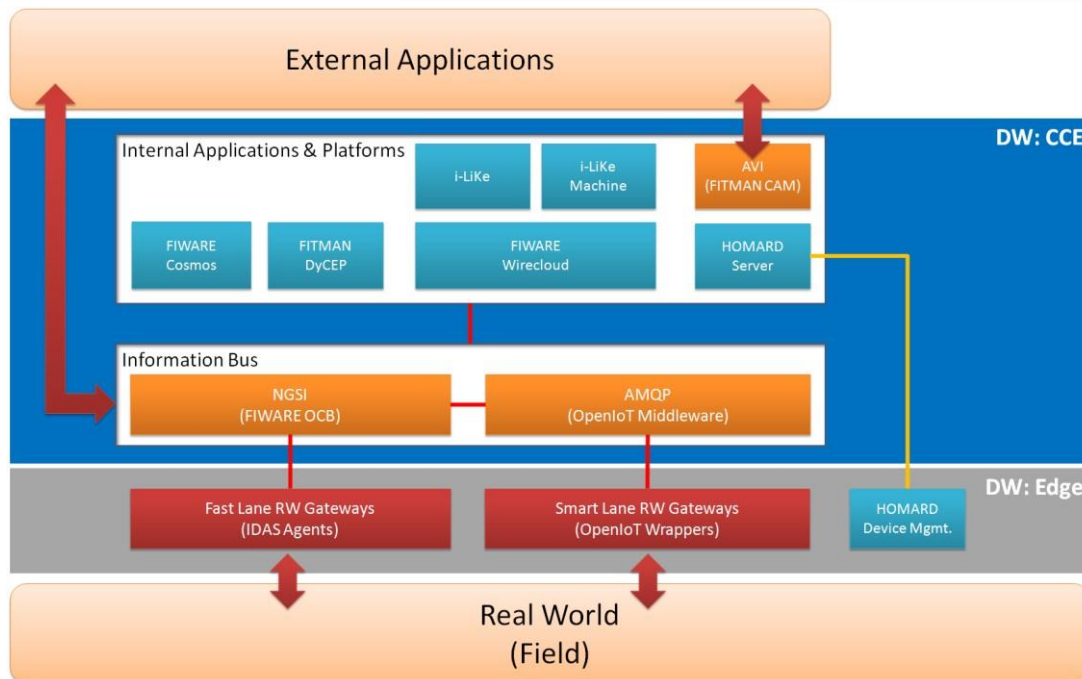 External Applications
DW: CCE
Internal Applications & Platforms
i-LiKe
i-LiKe
Machine
AVI
(FITMAN CAM)
FIWARE
Cosmos
FITMAN
DyCEP
FIWARE
Wirecloud
HOMARD
Server
Information Bus
NGSI
(FIWARE OCB)
AMQP
(OpenIoT Middleware)
DW: Edge
Fast Lane RW Gateways
(IDAS Agents)
Smart Lane RW Gateways
(OpenIoT Wrappers)
HOMARD
Device Mgmt.
Real World
(Field)